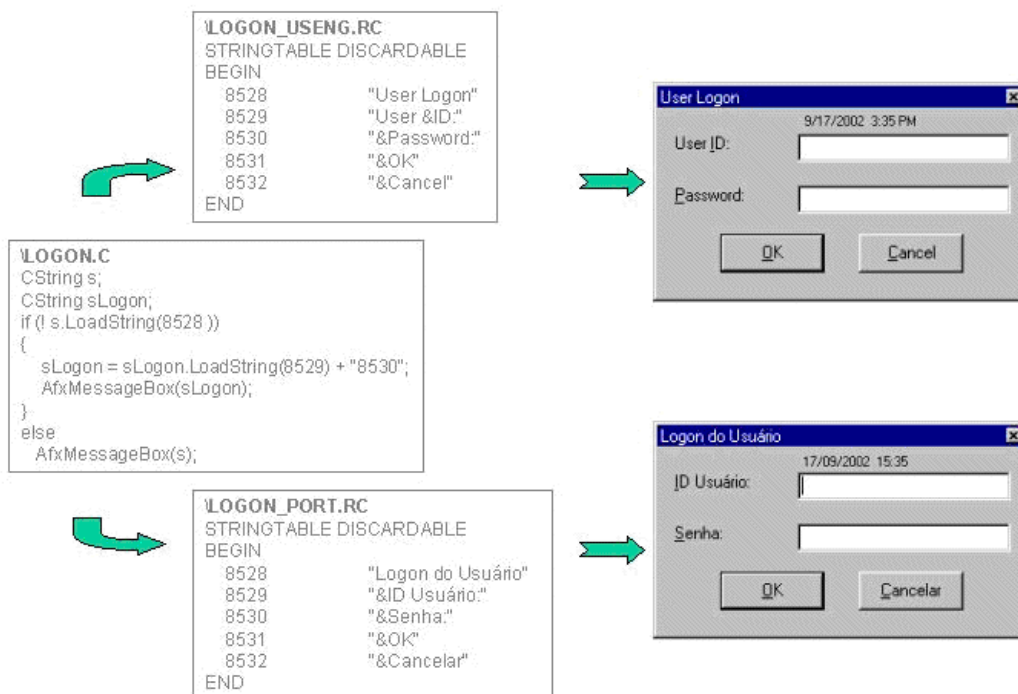 \LOGON_USENG.RC
STRINGTABLE DISCARDABLE
BEGIN
8528 "User Logon"
8529 "User &ID:"
8530 "&Password:"
8531 "&OK"
8532 "&Cancel"
END
User Logon
9/17/2002 3:35 PM
User ID:
Password:
OK Cancel
\LOGON.C
CString s;
CString sLogon;
if (! s.LoadString(8528 ))
{
sLogon = sLogon.LoadString(8529) + "8530";
AfxMessageBox(sLogon);
}
else
AfxMessageBox(s);
\LOGON_PORT.RC
STRINGTABLE DISCARDABLE
BEGIN
8528 "Logon do Usuário"
8529 "&ID Usuário:"
8530 "&Senha:"
8531 "&OK"
8532 "&Cancelar"
END
Logon do Usuário
17/09/2002 15:35
ID Usuário:
Senha:
OK Cancelar